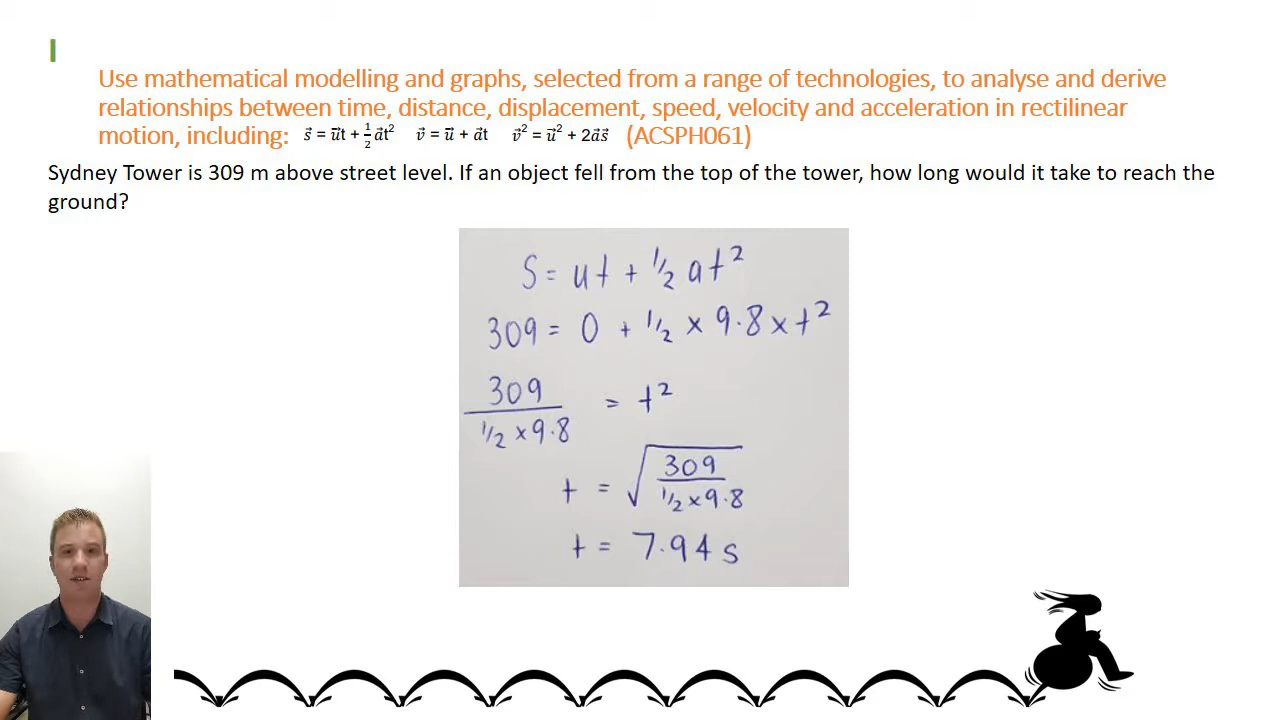 I
Use mathematical modelling and graphs, selected from a range of technologies, to analyse and derive
relationships between time, distance, displacement, speed, velocity and acceleration in rectilinear
motion, including: s⃗ = u⃗t + ½a⃗t² v⃗ = u⃗ + a⃗t v⃗² = u⃗² + 2a⃗s⃗ (ACSPH061)
Sydney Tower is 309 m above street level. If an object fell from the top of the tower, how long would it take to reach the
ground?
S = ut + 1/2 at²
309 = 0 + 1/2 × 9.8 × t²
309 / 1/2 × 9.8 = t²
t = √(309 / 1/2 × 9.8)
t = 7.94 s